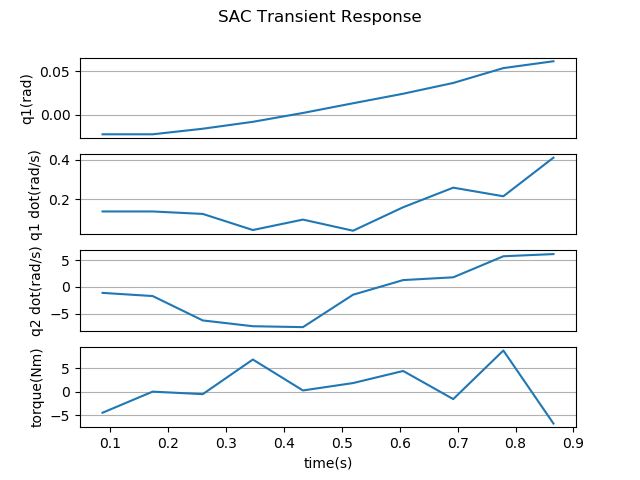 SAC Transient Response
q1(rad)
0.05
0.00
q1 dot(rad/s)
0.4
0.2
q2 dot(rad/s)
5
0
−5
torque(Nm)
5
0
−5
0.1 0.2 0.3 0.4 0.5 0.6 0.7 0.8 0.9
time(s)